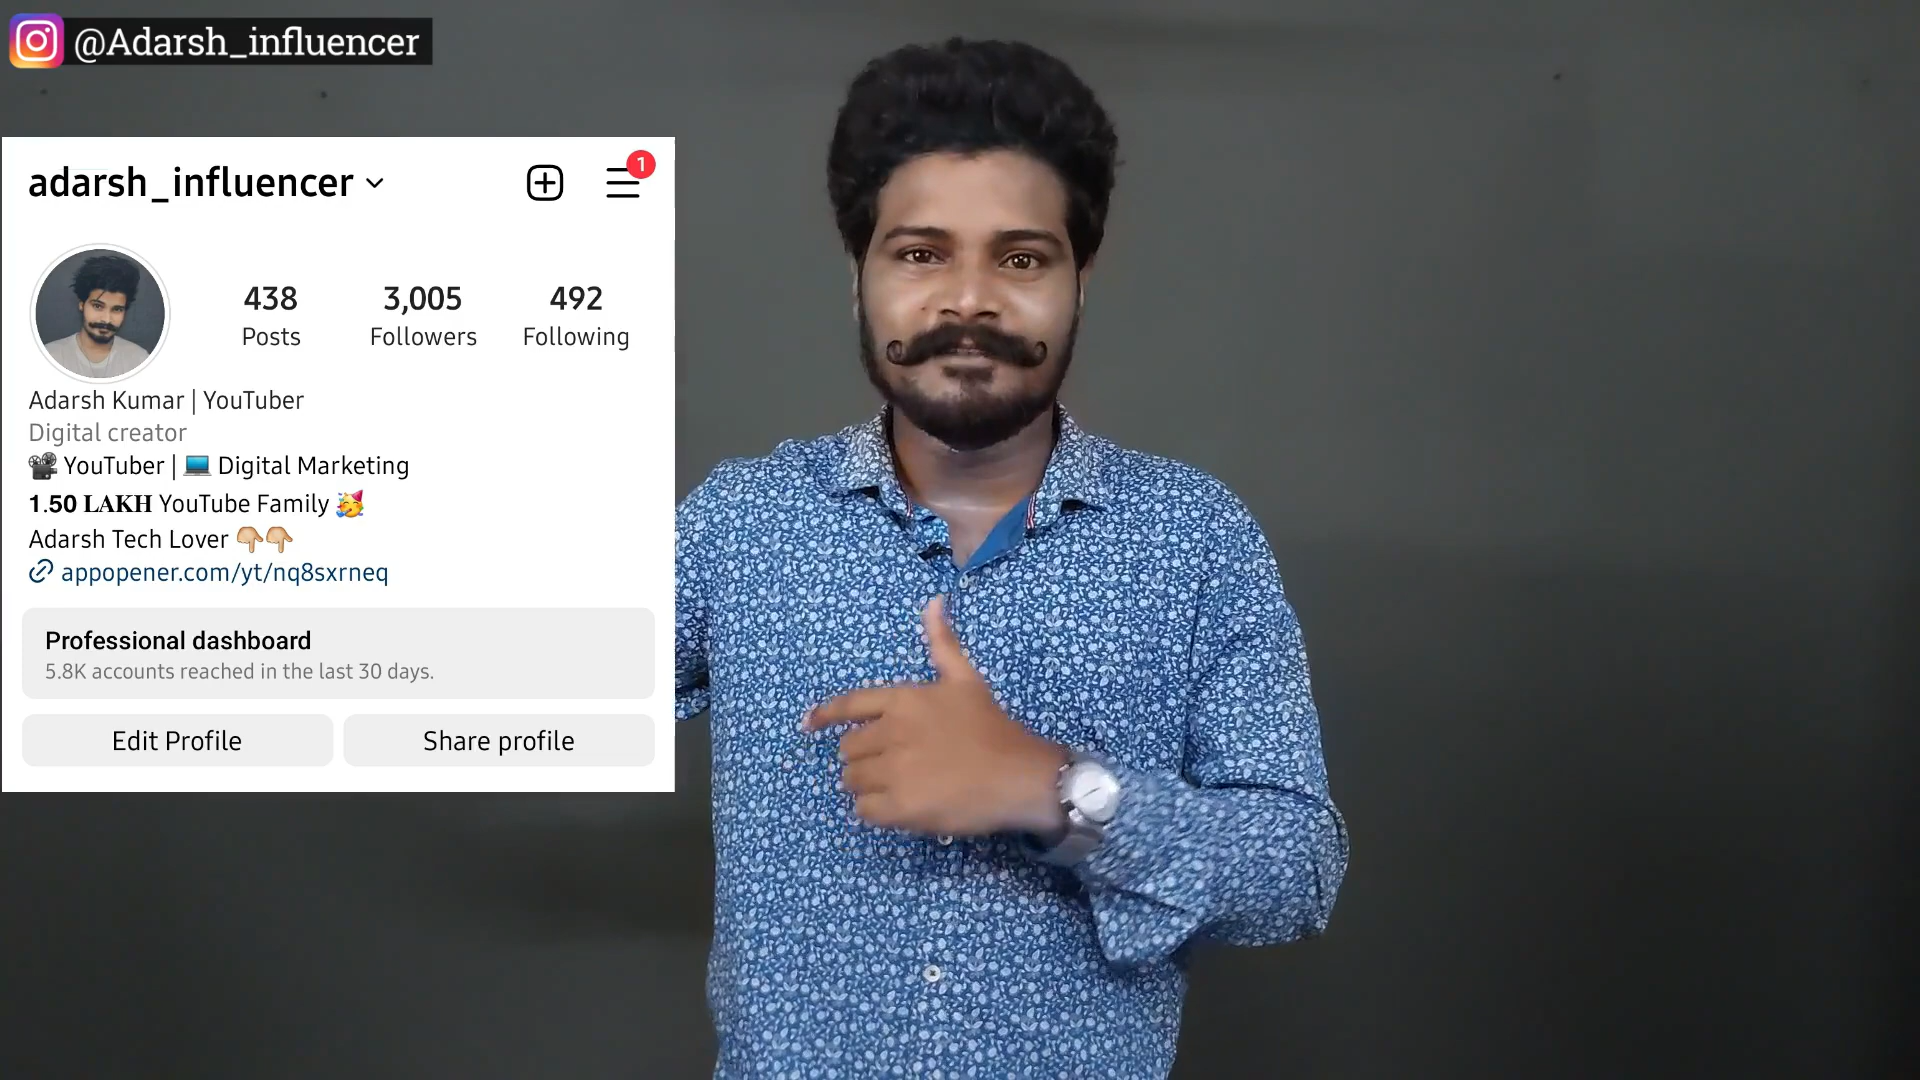 @Adarsh_influencer
adarsh_influencer
1
438
3,005
492
Posts
Followers
Following
Adarsh Kumar | YouTuber
Digital creator
🎥 YouTuber | 💻 Digital Marketing
1.50 LAKH YouTube Family 🥳
Adarsh Tech Lover 👇🏼👇🏼
appopener.com/yt/nq8sxrneq
Professional dashboard
5.8K accounts reached in the last 30 days.
Edit Profile
Share profile